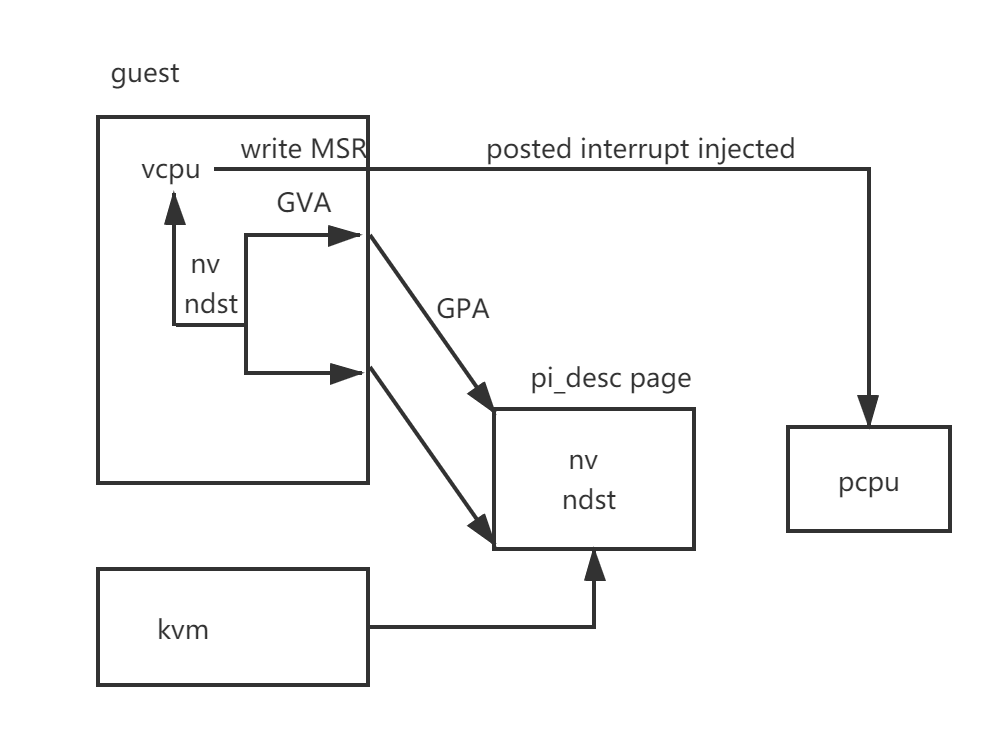 guest
write MSR
posted interrupt injected
vcpu
GVA
nv
ndst
GPA
pi_desc page
nv
ndst
pcpu
kvm